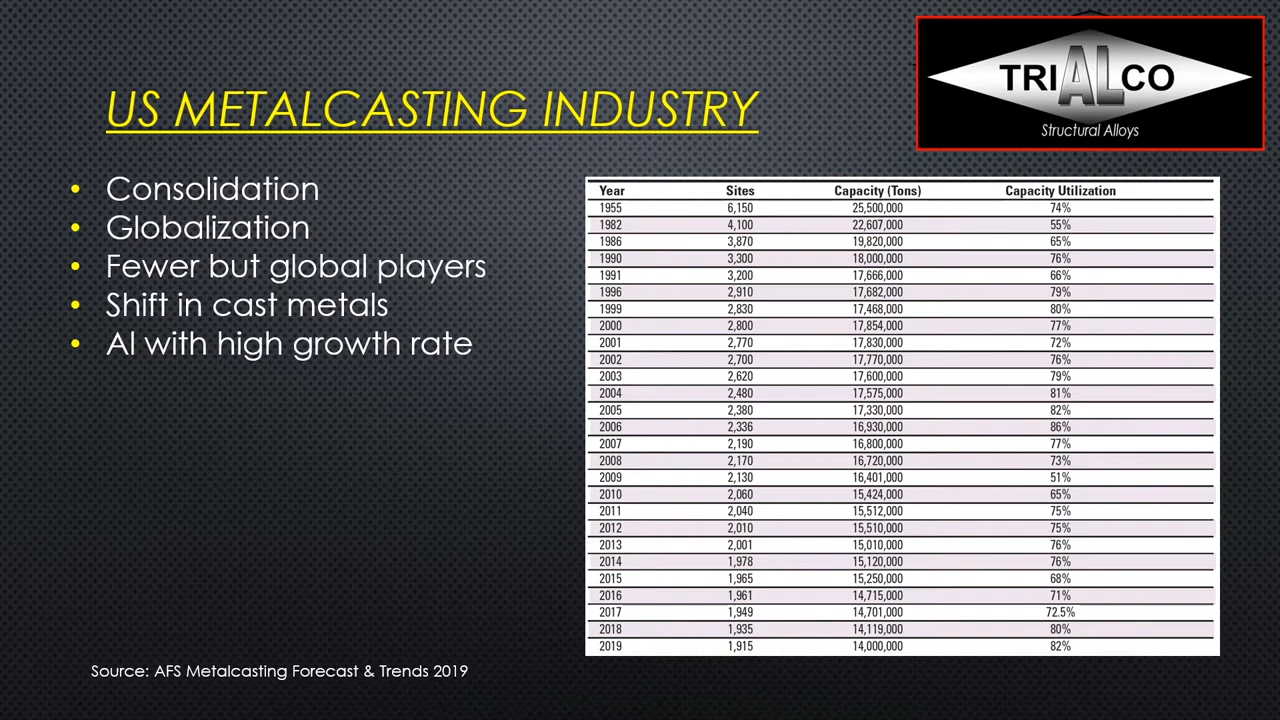 TRIALCO
Structural Alloys
US METALCASTING INDUSTRY
• Consolidation
• Globalization
• Fewer but global players
• Shift in cast metals
• Al with high growth rate
Year Sites Capacity (Tons) Capacity Utilization
1955 6,150 25,500,000 74%
1982 4,100 22,607,000 55%
1986 3,870 19,820,000 65%
1990 3,300 18,000,000 76%
1991 3,200 17,666,000 66%
1996 2,910 17,682,000 79%
1999 2,830 17,468,000 80%
2000 2,800 17,854,000 77%
2001 2,770 17,830,000 72%
2002 2,700 17,770,000 76%
2003 2,620 17,600,000 79%
2004 2,480 17,575,000 81%
2005 2,380 17,330,000 82%
2006 2,336 16,930,000 86%
2007 2,190 16,800,000 77%
2008 2,170 16,720,000 73%
2009 2,130 16,401,000 51%
2010 2,060 15,424,000 65%
2011 2,040 15,512,000 75%
2012 2,010 15,510,000 75%
2013 2,001 15,010,000 76%
2014 1,978 15,120,000 76%
2015 1,965 15,250,000 68%
2016 1,961 14,715,000 71%
2017 1,949 14,701,000 72.5%
2018 1,935 14,119,000 80%
2019 1,915 14,000,000 82%
Source: AFS Metalcasting Forecast & Trends 2019